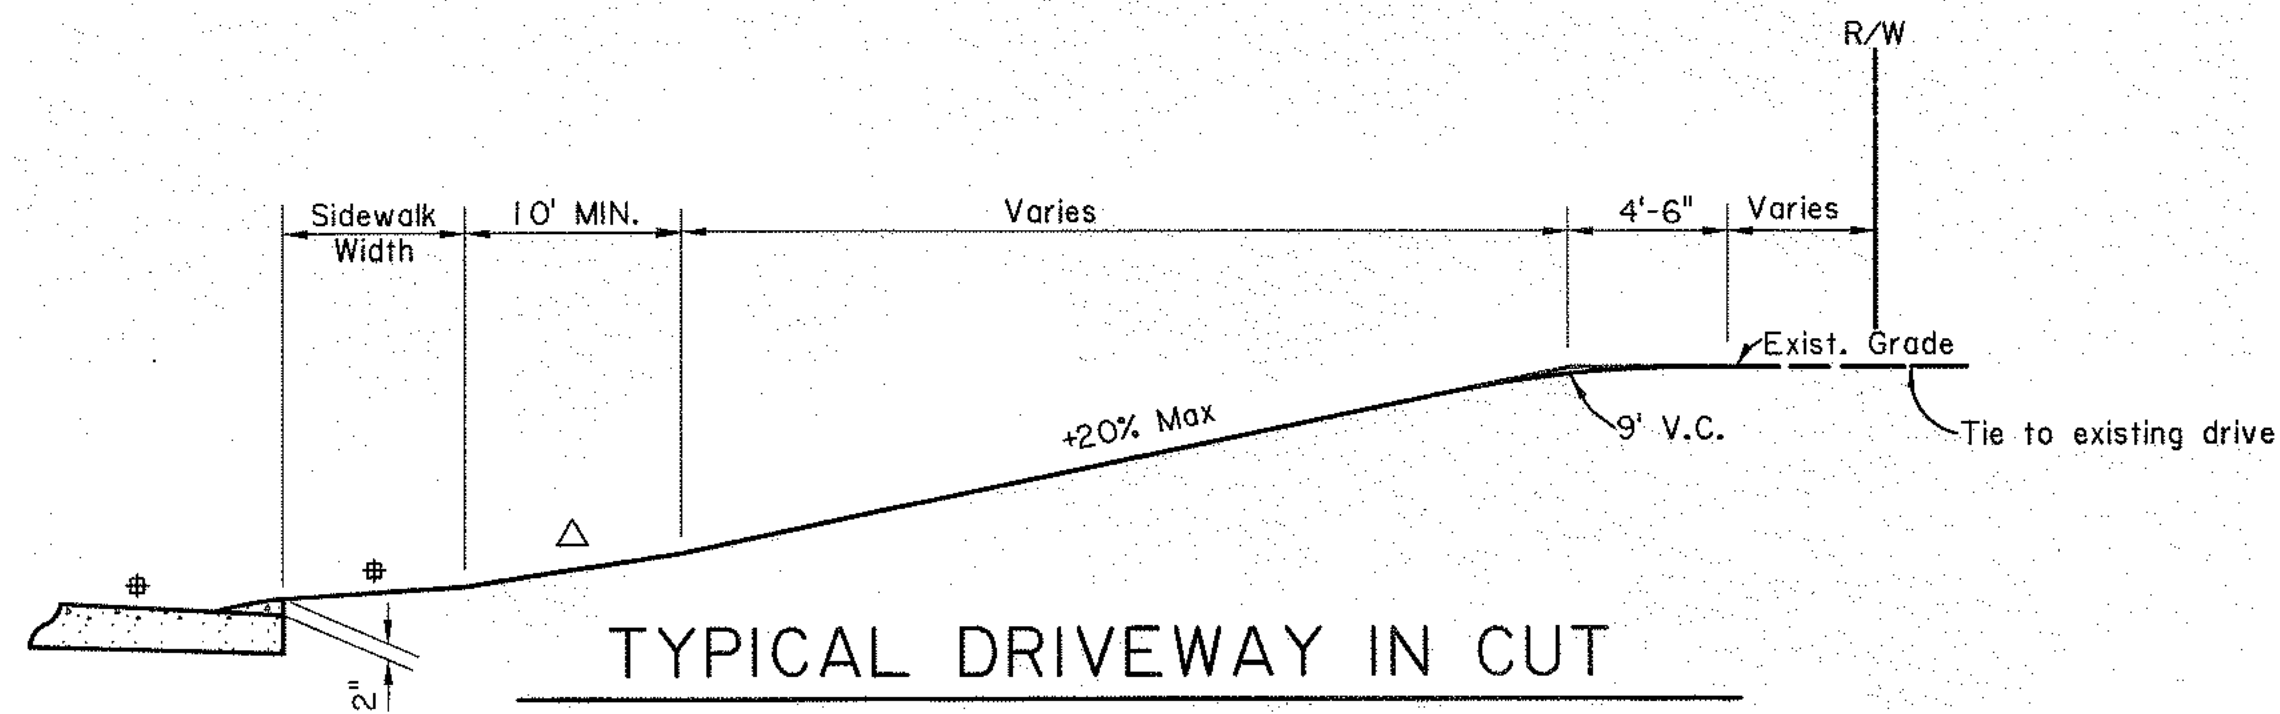 R/W
Sidewalk
Width
10' MIN.
Varies
4'-6"
Varies
Exist. Grade
+20% Max
9' V.C.
Tie to existing drive
2"
TYPICAL DRIVEWAY IN CUT